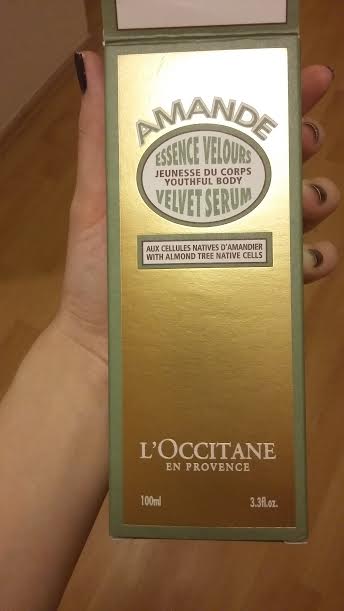 AMANDE
ESSENCE VELOURS
JEUNESSE DU CORPS
YOUTHFUL BODY
VELVET SERUM
AUX CELLULES NATIVES D'AMANDIER
WITH ALMOND TREE NATIVE CELLS
L'OCCITANE
EN PROVENCE
100ml 3.3fl.oz.